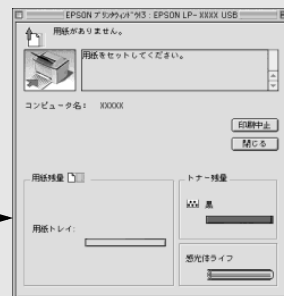 EPSON プリンタウィンドウ!3 : EPSON LP-XXXX USB
用紙がありません。
用紙をセットしてください。
コンピュータ名: XXXXX
印刷中止
閉じる
用紙残量
トナー残量
黒
用紙トレイ:
感光体ライフ